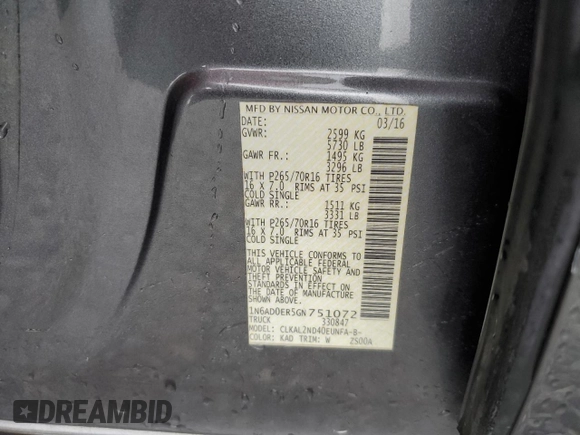 MFD BY NISSAN MOTOR CO., LTD.
DATE: 03/16
GVWR: 2599 KG
5730 LB
GAWR FR.: 1495 KG
3296 LB
WITH P265/70R16 TIRES
16 X 7.0 RIMS AT 35 PSI
COLD SINGLE
GAWR RR.: 1511 KG
3331 LB
WITH P265/70R16 TIRES
16 X 7.0 RIMS AT 35 PSI
COLD SINGLE
THIS VEHICLE CONFORMS TO
ALL APPLICABLE FEDERAL
MOTOR VEHICLE SAFETY AND
THEFT PREVENTION
STANDARDS IN EFFECT ON
THE DATE OF MANUFACTURE
SHOWN ABOVE.
1N6AD0ER5GN751072
TRUCK 330847
MODEL: CLKAL2ND40EUNFA-B-
COLOR: KAD TRIM: W 2500A
DREAMBID